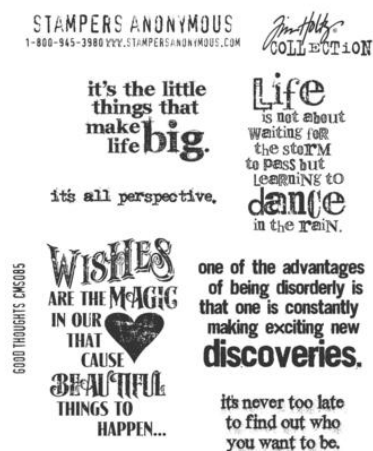 STAMPERS ANONYMOUS
1-800-945-3980 YYY.STAMPERSANONYMOUS.COM
Tim Holtz
COLLECTiON
it's the little
things that
make
life big.
it's all perspective.
Life
is not about
Waiting foR
the stoRM
to pass but
LeaRNiNG tO
dance
in the RaiN.
GOOD THOUGHTS CMS085
WISHES
ARE THE MAGIC
IN OUR
THAT
CAUSE
BEAUTIFUL
THINGS TO
HAPPEN...
one of the advantages
of being disorderly is
that one is constantly
making exciting new
discoveries.
it's never too late
to find out who
you want to be.